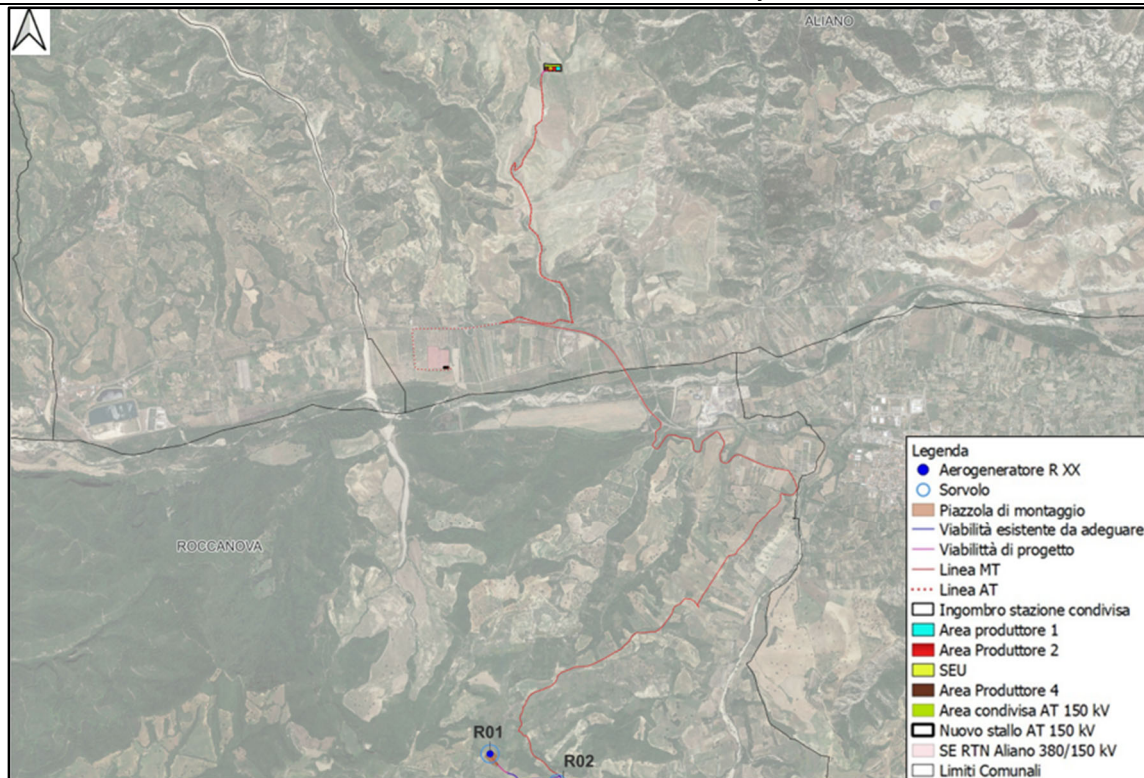 ALIANO
ROCCANOVA
R01
R02
Legenda
Aerogeneratore R XX
Sorvolo
Piazzola di montaggio
Viabilità esistente da adeguare
Viabilittà di progetto
Linea MT
Linea AT
Ingombro stazione condivisa
Area produttore 1
Area Produttore 2
SEU
Area Produttore 4
Area condivisa AT 150 kV
Nuovo stallo AT 150 kV
SE RTN Aliano 380/150 kV
Limiti Comunali